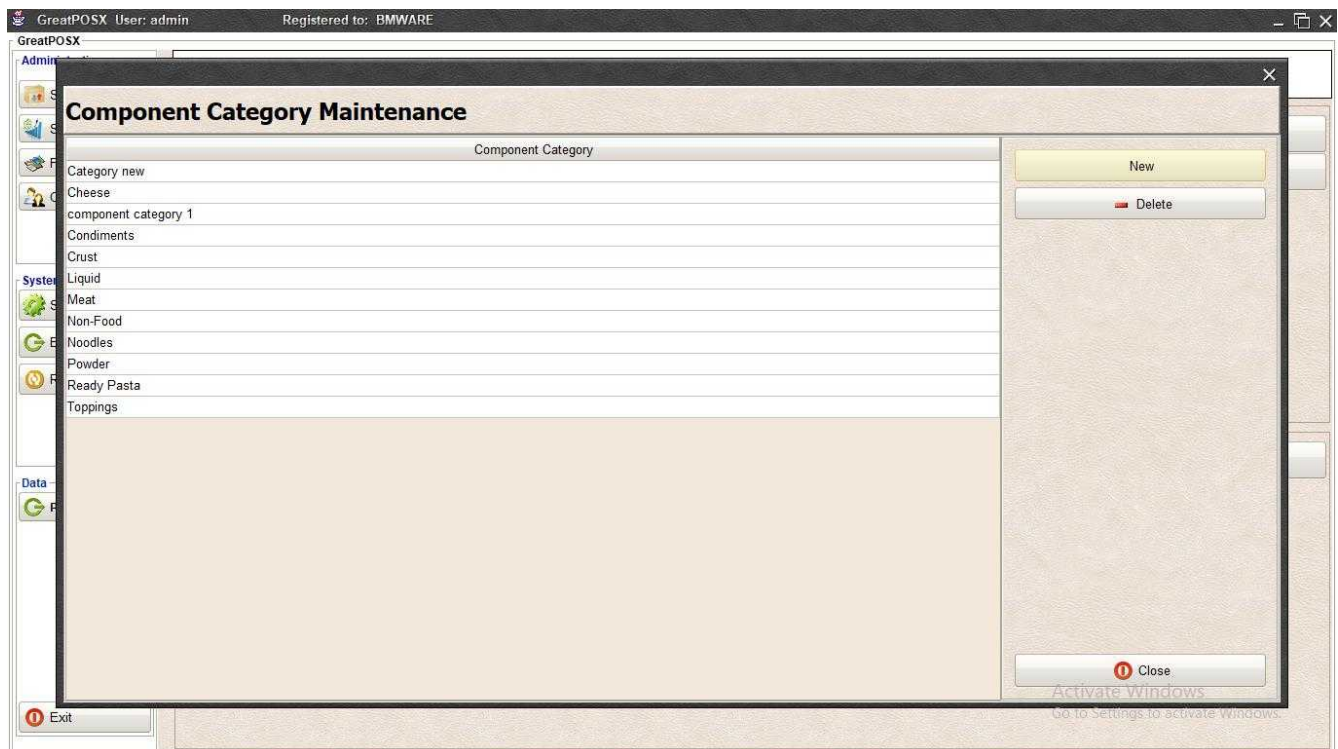 GreatPOSX User: admin Registered to: BMWARE
GreatPOSX
Component Category Maintenance
Component Category
Category new
Cheese
component category 1
Condiments
Crust
Liquid
Meat
Non-Food
Noodles
Powder
Ready Pasta
Toppings
New
Delete
Close
Data
Exit
Activate Windows
Go to Settings to activate Windows.